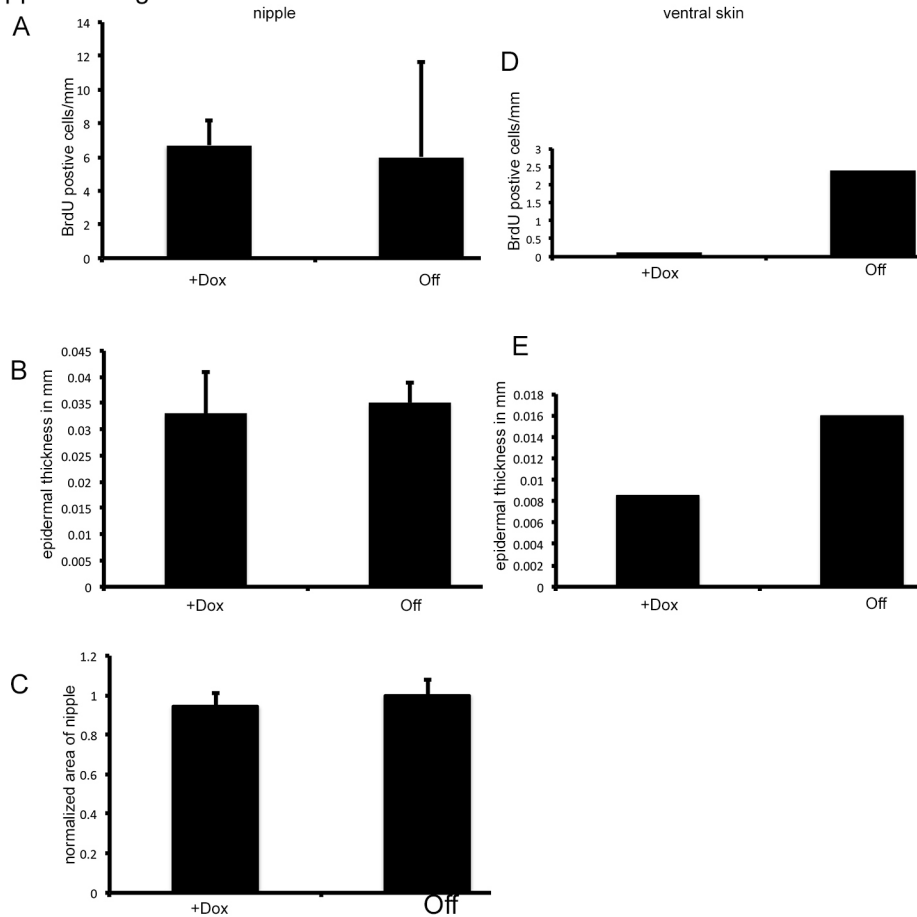 nipple
ventral skin
A
14
12
10
8
6
4
2
0
BrdU postive cells/mm
+Dox
Off
D
3
2.5
2
1.5
1
0.5
0
BrdU postive cells/mm
+Dox
Off
B
0.045
0.04
0.035
0.03
0.025
0.02
0.015
0.01
0.005
0
epidermal thickness in mm
+Dox
Off
E
0.018
0.016
0.014
0.012
0.01
0.008
0.006
0.004
0.002
0
epidermal thickness in mm
+Dox
Off
C
1.2
1
0.8
0.6
0.4
0.2
0
normalized area of nipple
+Dox
Off